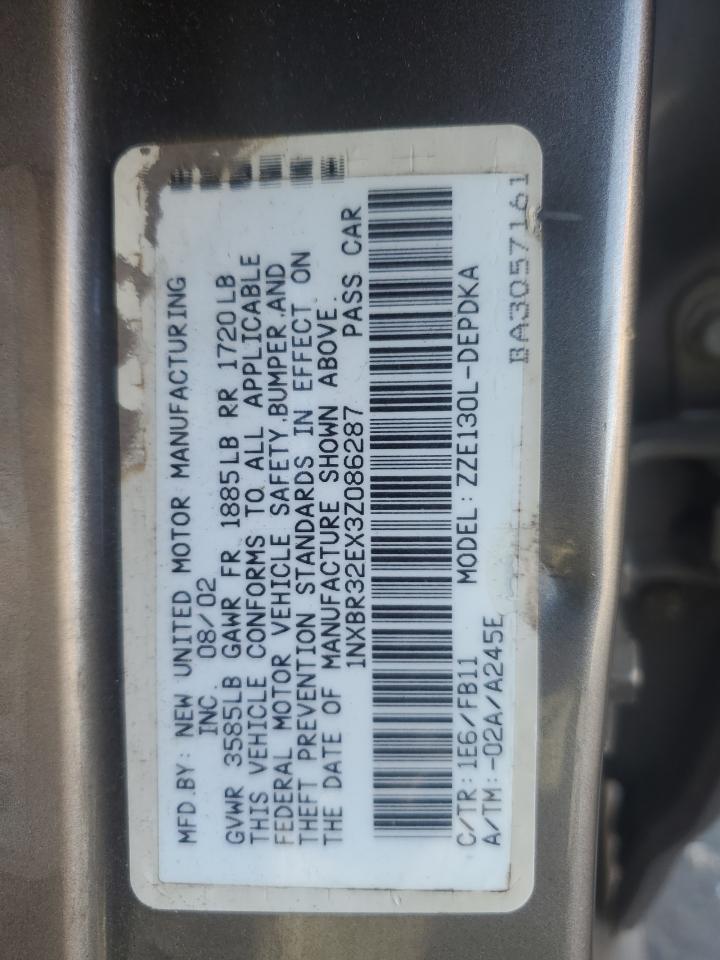 MFD.BY: NEW UNITED MOTOR MANUFACTURING
INC. 08/02
GVWR 3585LB GAWR FR 1885LB RR 1720LB
THIS VEHICLE CONFORMS TO ALL APPLICABLE
FEDERAL MOTOR VEHICLE SAFETY,BUMPER,AND
THEFT PREVENTION STANDARDS IN EFFECT ON
THE DATE OF MANUFACTURE SHOWN ABOVE.
1NXBR32EX3Z086287 PASS CAR
C/TR:1E6/FB11 MODEL:ZZE130L-DEPDKA
A/TM:-02A/A245E
BA3057161